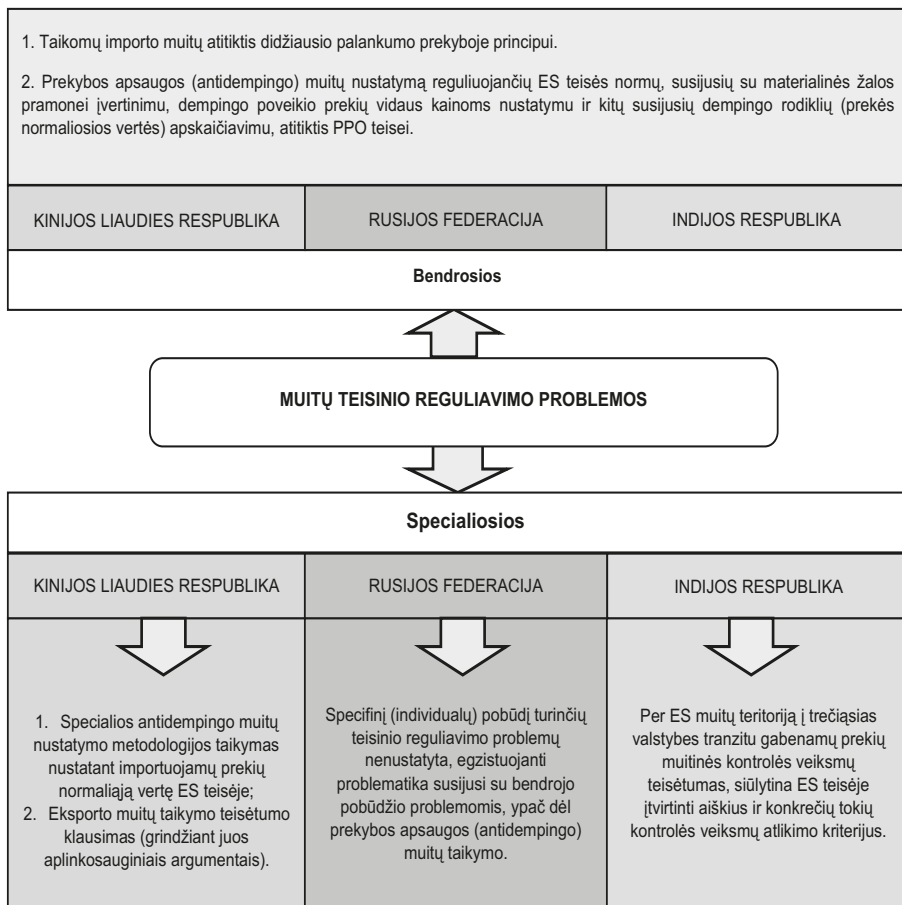 1. Taikomų importo muitų atitiktis didžiausio palankumo prekyboje principui.
2. Prekybos apsaugos (antidempingo) muitų nustatymą reguliuojančių ES teisės normų, susijusių su materialinės žalos
pramonei įvertinimu, dempingo poveikio prekių vidaus kainoms nustatymu ir kitų susijusių dempingo rodiklių (prekės
normaliosios vertės) apskaičiavimu, atitiktis PPO teisei.
KINIJOS LIAUDIES RESPUBLIKA
RUSIJOS FEDERACIJA
INDIJOS RESPUBLIKA
Bendrosios
MUITŲ TEISINIO REGULIAVIMO PROBLEMOS
Specialiosios
KINIJOS LIAUDIES RESPUBLIKA
RUSIJOS FEDERACIJA
INDIJOS RESPUBLIKA
1. Specialios antidempingo muitų
nustatymo metodologijos taikymas
nustatant importuojamų prekių
normaliąją vertę ES teisėje;
2. Eksporto muitų taikymo teisėtumo
klausimas (grindžiant juos
aplinkosauginiais argumentais).
Specifinį (individualų) pobūdį turinčių
teisinio reguliavimo problemų
nenustatyta, egzistuojanti
problematika susijusi su bendrojo
pobūdžio problemomis, ypač dėl
prekybos apsaugos (antidempingo)
muitų taikymo.
Per ES muitų teritoriją į trečiąsias
valstybes tranzitu gabenamų prekių
muitinės kontrolės veiksmų
teisėtumas, siūlytina ES teisėje
įtvirtinti aiškius ir konkrečių tokių
kontrolės veiksmų atlikimo kriterijus.